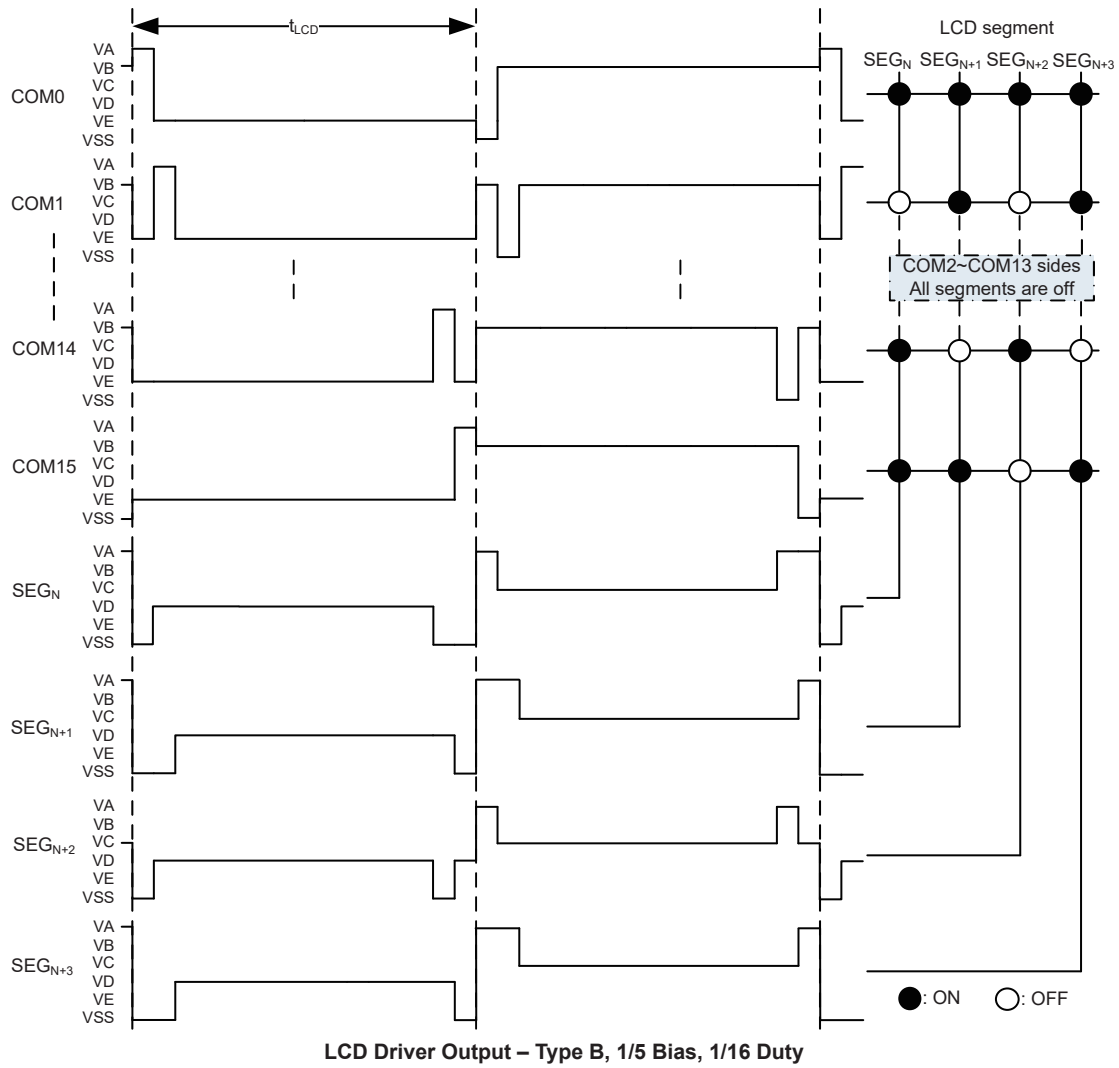 tLCD
LCD segment
SEGN SEGN+1 SEGN+2 SEGN+3
COM0
VA
VB
VC
VD
VE
VSS
COM1
VA
VB
VC
VD
VE
VSS
COM2~COM13 sides
All segments are off
COM14
VA
VB
VC
VD
VE
VSS
COM15
VA
VB
VC
VD
VE
VSS
SEGN
VA
VB
VC
VD
VE
VSS
SEGN+1
VA
VB
VC
VD
VE
VSS
SEGN+2
VA
VB
VC
VD
VE
VSS
SEGN+3
VA
VB
VC
VD
VE
VSS
: ON : OFF
LCD Driver Output – Type B, 1/5 Bias, 1/16 Duty